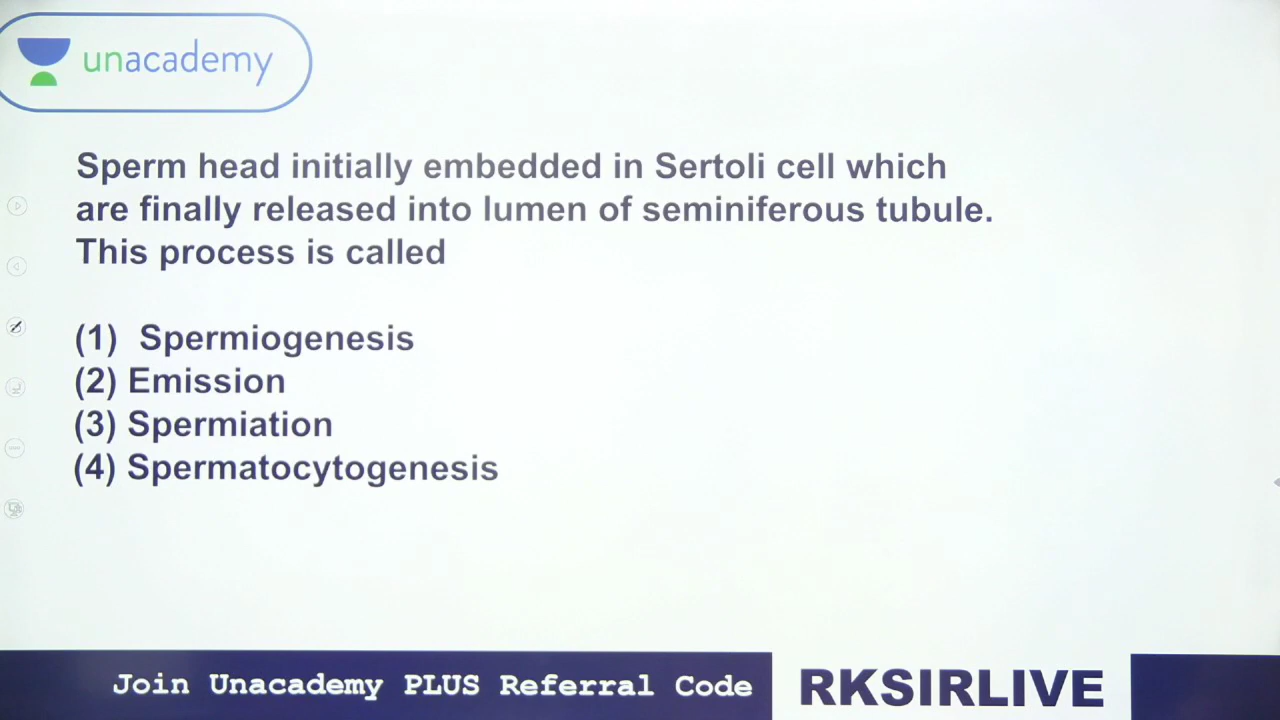 unacademy
Sperm head initially embedded in Sertoli cell which
are finally released into lumen of seminiferous tubule.
This process is called
(1) Spermiogenesis
(2) Emission
(3) Spermiation
(4) Spermatocytogenesis
Join Unacademy PLUS Referral Code
RKSIRLIVE